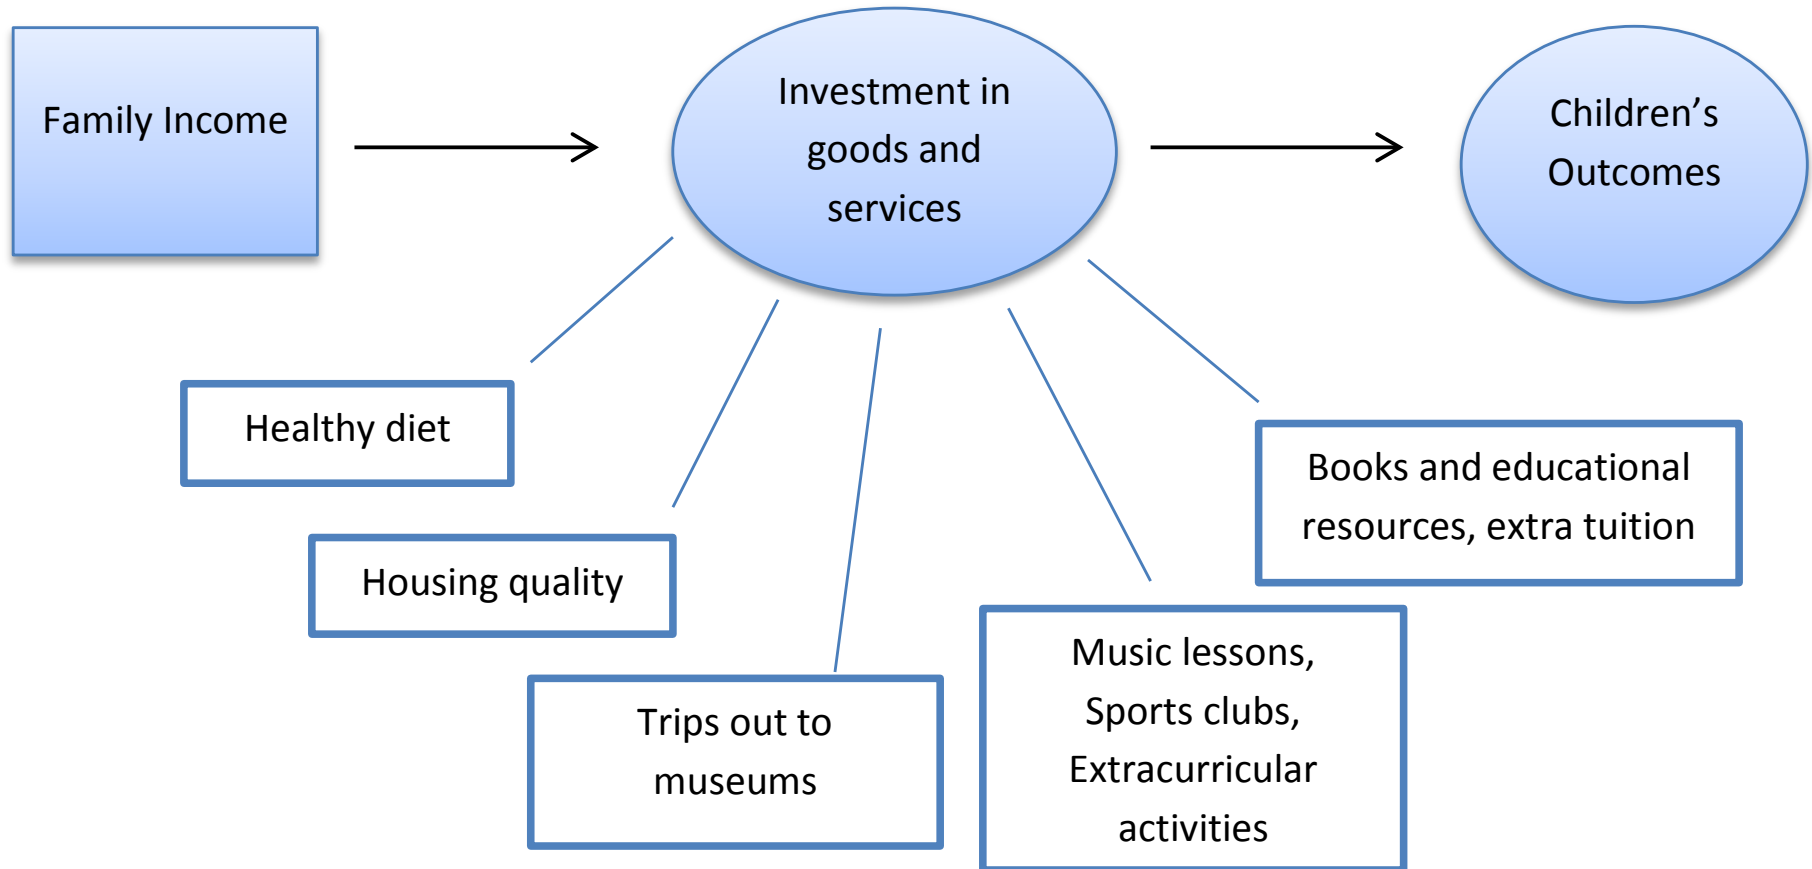 Family Income
Investment in
goods and
services
Children’s
Outcomes
Healthy diet
Housing quality
Trips out to
museums
Music lessons,
Sports clubs,
Extracurricular
activities
Books and educational
resources, extra tuition